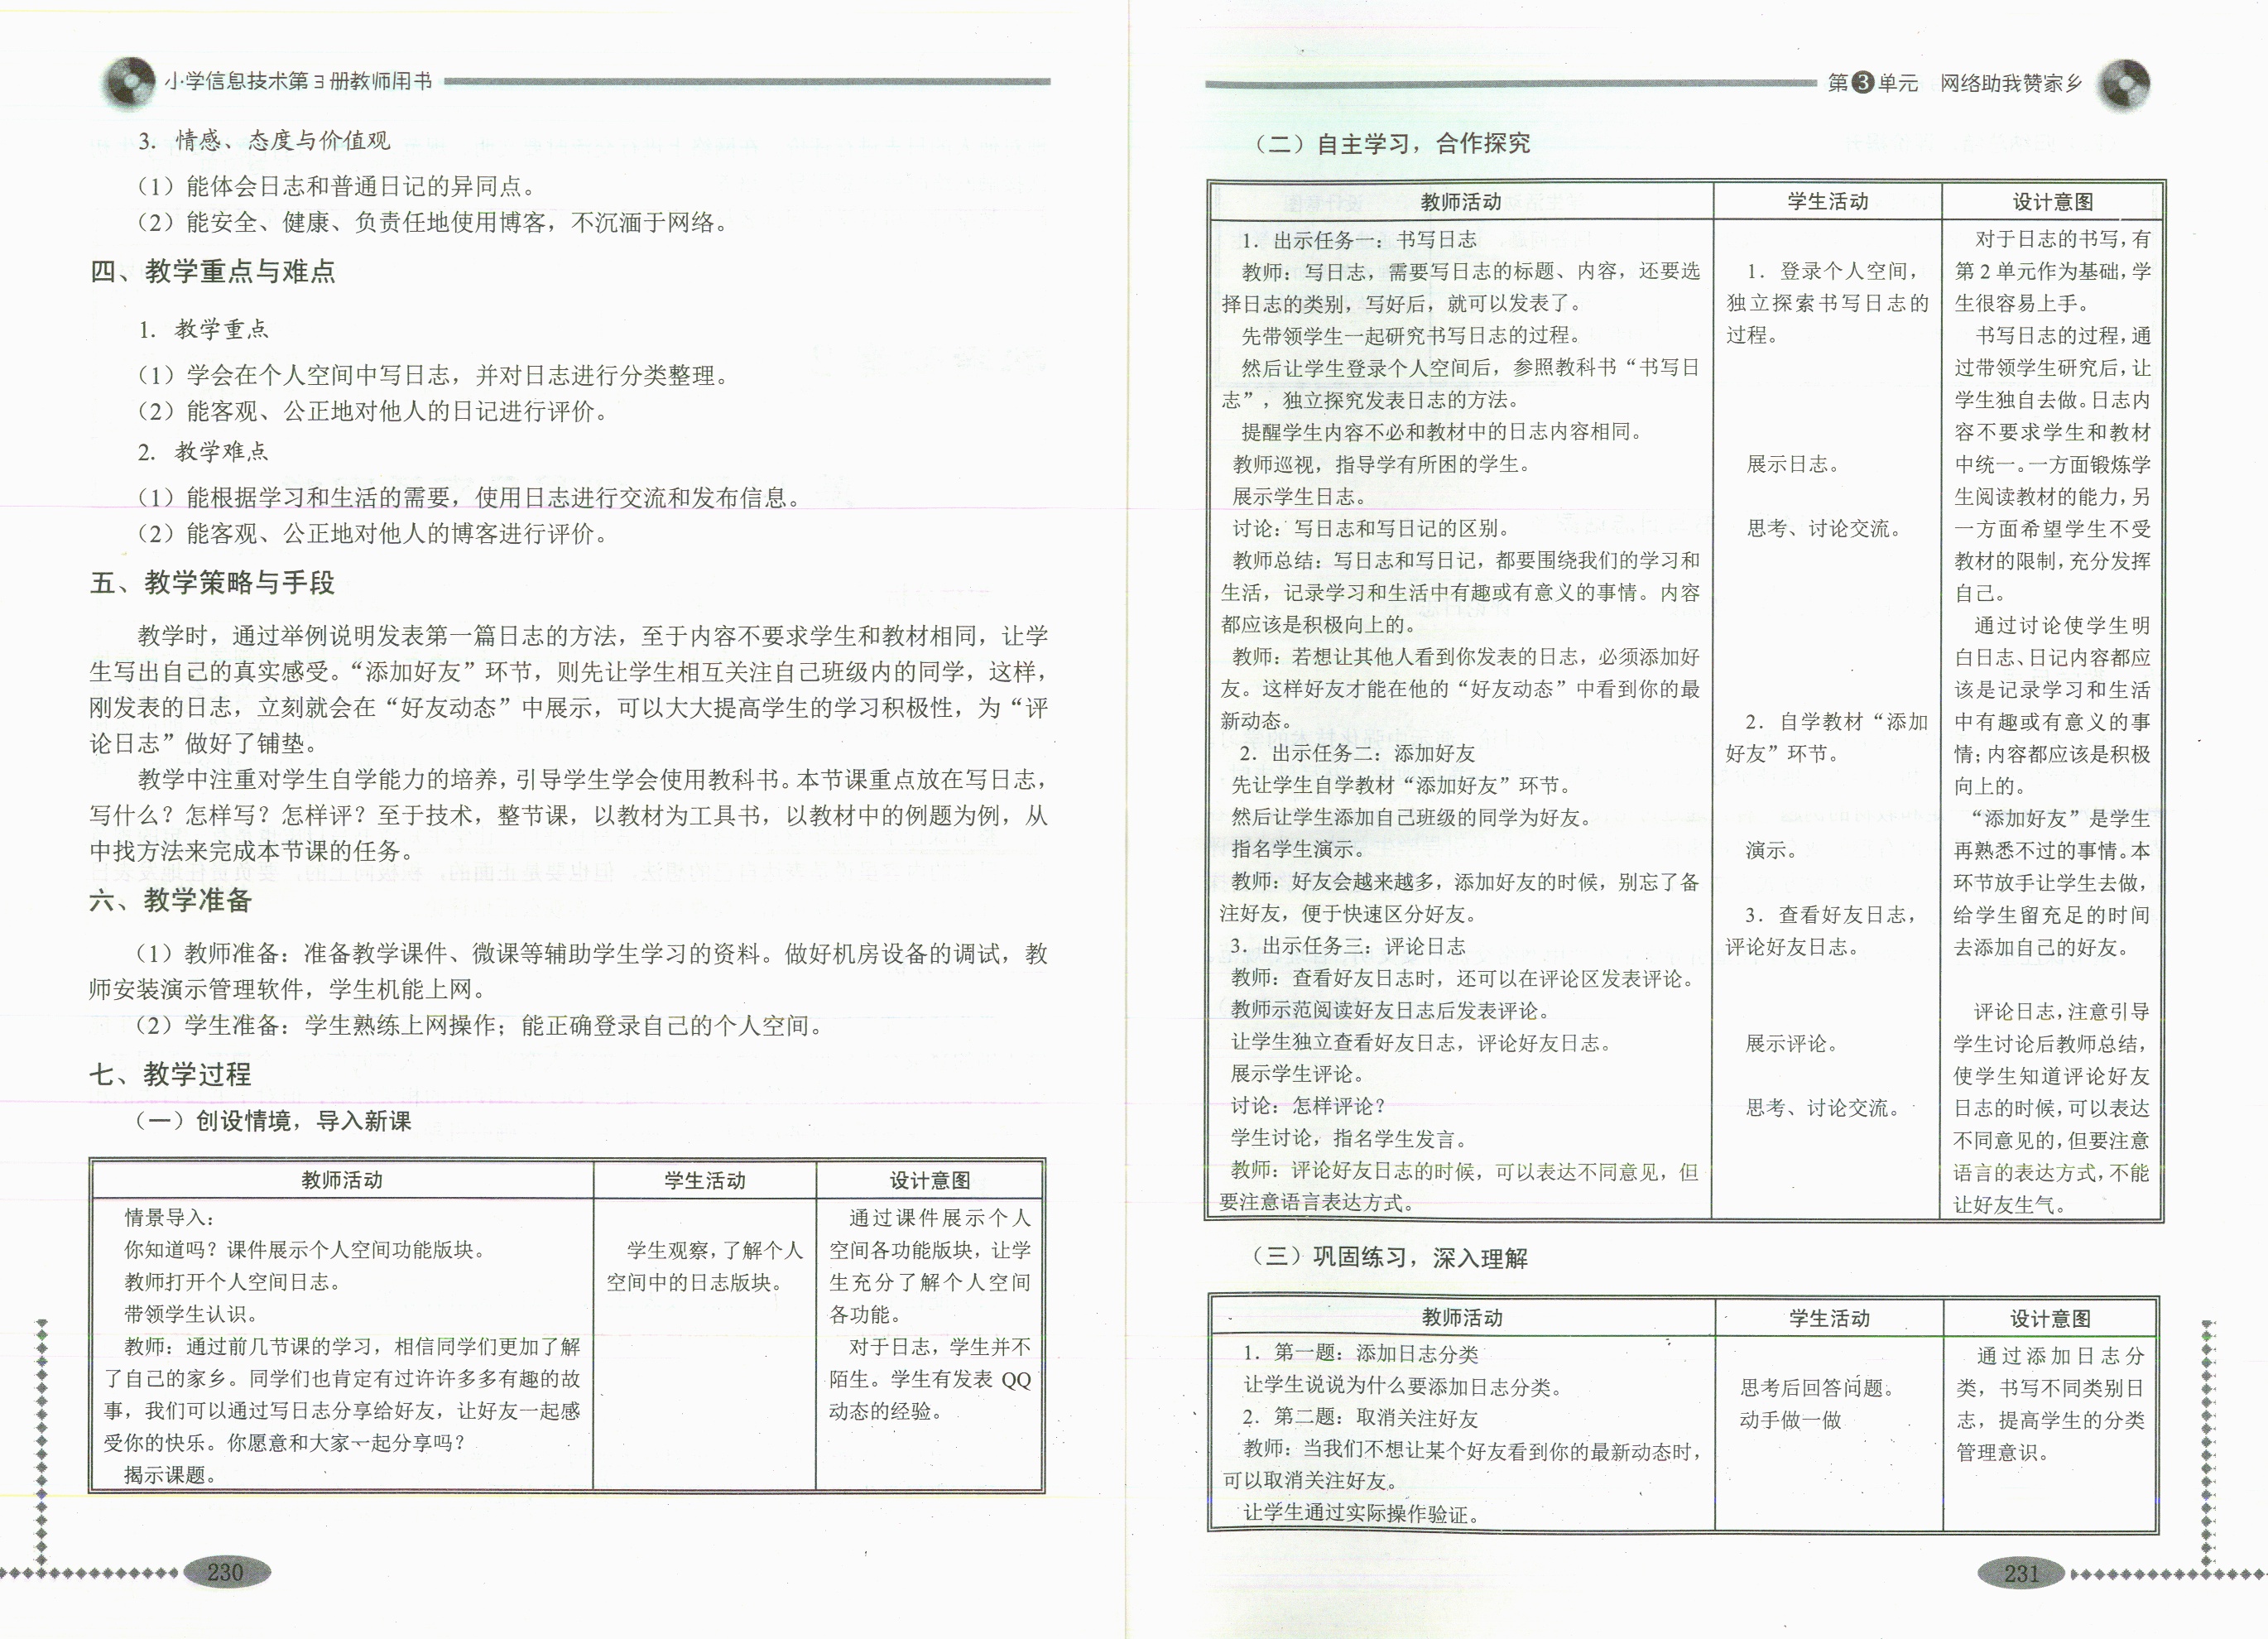 小学信息技术第3册教师用书
3. 情感、态度与价值观
（1）能体会日志和普通日记的异同点。
（2）能安全、健康、负责任地使用博客，不沉湎于网络。
四、教学重点与难点
1. 教学重点
（1）学会在个人空间中写日志，并对日志进行分类整理。
（2）能客观、公正地对他人的日记进行评价。
2. 教学难点
（1）能根据学习和生活的需要，使用日志进行交流和发布信息。
（2）能客观、公正地对他人的博客进行评价。
五、教学策略与手段
教学时，通过举例说明发表第一篇日志的方法，至于内容不要求学生和教材相同，让学
生写出自己的真实感受。“添加好友”环节，则先让学生相互关注自己班级内的同学，这样，
刚发表的日志，立刻就会在“好友动态”中展示，可以大大提高学生的学习积极性，为“评
论日志”做好了铺垫。
教学中注重对学生自学能力的培养，引导学生学会使用教科书。本节课重点放在写日志，
写什么？怎样写？怎样评？至于技术，整节课，以教材为工具书，以教材中的例题为例，从
中找方法来完成本节课的任务。
六、教学准备
（1）教师准备：准备教学课件、微课等辅助学生学习的资料。做好机房设备的调试，教
师安装演示管理软件，学生机能上网。
（2）学生准备：学生熟练上网操作；能正确登录自己的个人空间。
七、教学过程
（一）创设情境，导入新课
教师活动
学生活动
设计意图
情景导入：
你知道吗？课件展示个人空间功能版块。
教师打开个人空间日志。
带领学生认识。
教师：通过前几节课的学习，相信同学们更加了解
了自己的家乡。同学们也肯定有过许许多多有趣的故
事，我们可以通过写日志分享给好友，让好友一起感
受你的快乐。你愿意和大家一起分享吗？
揭示课题。
学生观察，了解个人
空间中的日志版块。
通过课件展示个人
空间各功能版块，让学
生充分了解个人空间
各功能。
对于日志，学生并不
陌生。学生有发表 QQ
动态的经验。
230
第3单元 网络助我赞家乡
（二）自主学习，合作探究
教师活动
学生活动
设计意图
1. 出示任务一：书写日志
教师：写日志，需要写日志的标题、内容，还要选
择日志的类别，写好后，就可以发表了。
先带领学生一起研究书写日志的过程。
然后让学生登录个人空间后，参照教科书“书写日
志”，独立探究发表日志的方法。
提醒学生内容不必和教材中的日志内容相同。
教师巡视，指导学有所困的学生。
展示学生日志。
讨论：写日志和写日记的区别。
教师总结：写日志和写日记，都要围绕我们的学习和
生活，记录学习和生活中有趣或有意义的事情。内容
都应该是积极向上的。
教师：若想让其他人看到你发表的日志，必须添加好
友。这样好友才能在他的“好友动态”中看到你的最
新动态。
2. 出示任务二：添加好友
先让学生自学教材“添加好友”环节。
然后让学生添加自己班级的同学为好友。
指名学生演示。
教师：好友会越来越多，添加好友的时候，别忘了备
注好友，便于快速区分好友。
3. 出示任务三：评论日志
教师：查看好友日志时，还可以在评论区发表评论。
教师示范阅读好友日志后发表评论。
让学生独立查看好友日志，评论好友日志。
展示学生评论。
讨论：怎样评论？
学生讨论，指名学生发言。
教师：评论好友日志的时候，可以表达不同意见，但
要注意语言表达方式。
1. 登录个人空间，
独立探索书写日志的
过程。
展示日志。
思考、讨论交流。
2. 自学教材“添加
好友”环节。
演示。
3. 查看好友日志，
评论好友日志。
展示评论。
思考、讨论交流。
对于日志的书写，有
第2单元作为基础，学
生很容易上手。
书写日志的过程，通
过带领学生研究后，让
学生独自去做。日志内
容不要求学生和教材
中统一。一方面锻炼学
生阅读教材的能力，另
一方面希望学生不受
教材的限制，充分发挥
自己。
通过讨论使学生明
白日志、日记内容都应
该是记录学习和生活
中有趣或有意义的事
情；内容都应该是积极
向上的。
“添加好友”是学生
再熟悉不过的事情。本
环节放手让学生去做，
给学生留充足的时间
去添加自己的好友。
评论日志，注意引导
学生讨论后教师总结，
使学生知道评论好友
日志的时候，可以表达
不同意见的，但要注意
语言的表达方式，不能
让好友生气。
（三）巩固练习，深入理解
教师活动
学生活动
设计意图
1. 第一题：添加日志分类
让学生说说为什么要添加日志分类。
2. 第二题：取消关注好友
教师：当我们不想让某个好友看到你的最新动态时，
可以取消关注好友。
让学生通过实际操作验证。
思考后回答问题。
动手做一做
通过添加日志分
类，书写不同类别日
志，提高学生的分类
管理意识。
231